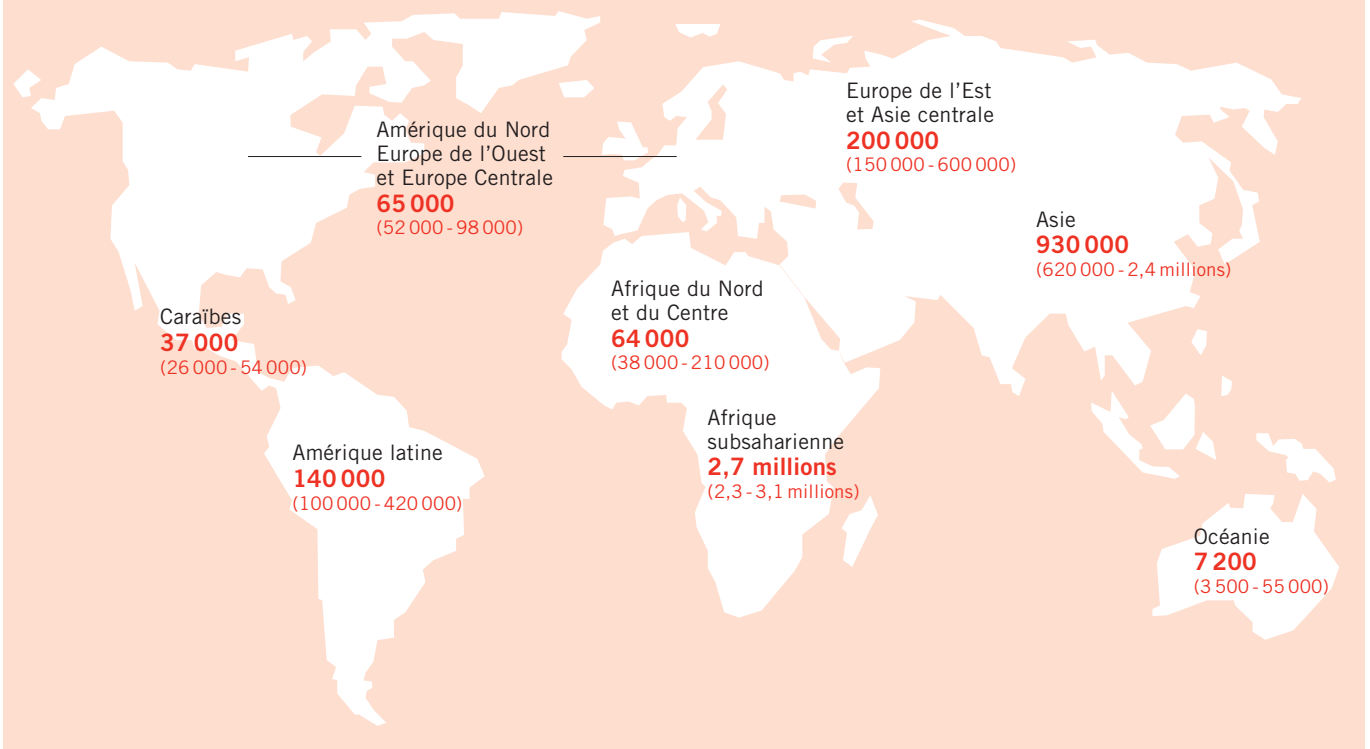 Amérique du Nord
Europe de l'Ouest
et Europe Centrale
65 000
(52 000 - 98 000)
Europe de l'Est
et Asie centrale
200 000
(150 000 - 600 000)
Asie
930 000
(620 000 - 2,4 millions)
Afrique du Nord
et du Centre
64 000
(38 000 - 210 000)
Caraïbes
37 000
(26 000 - 54 000)
Afrique
subsaharienne
2,7 millions
(2,3 - 3,1 millions)
Amérique latine
140 000
(100 000 - 420 000)
Océanie
7 200
(3 500 - 55 000)